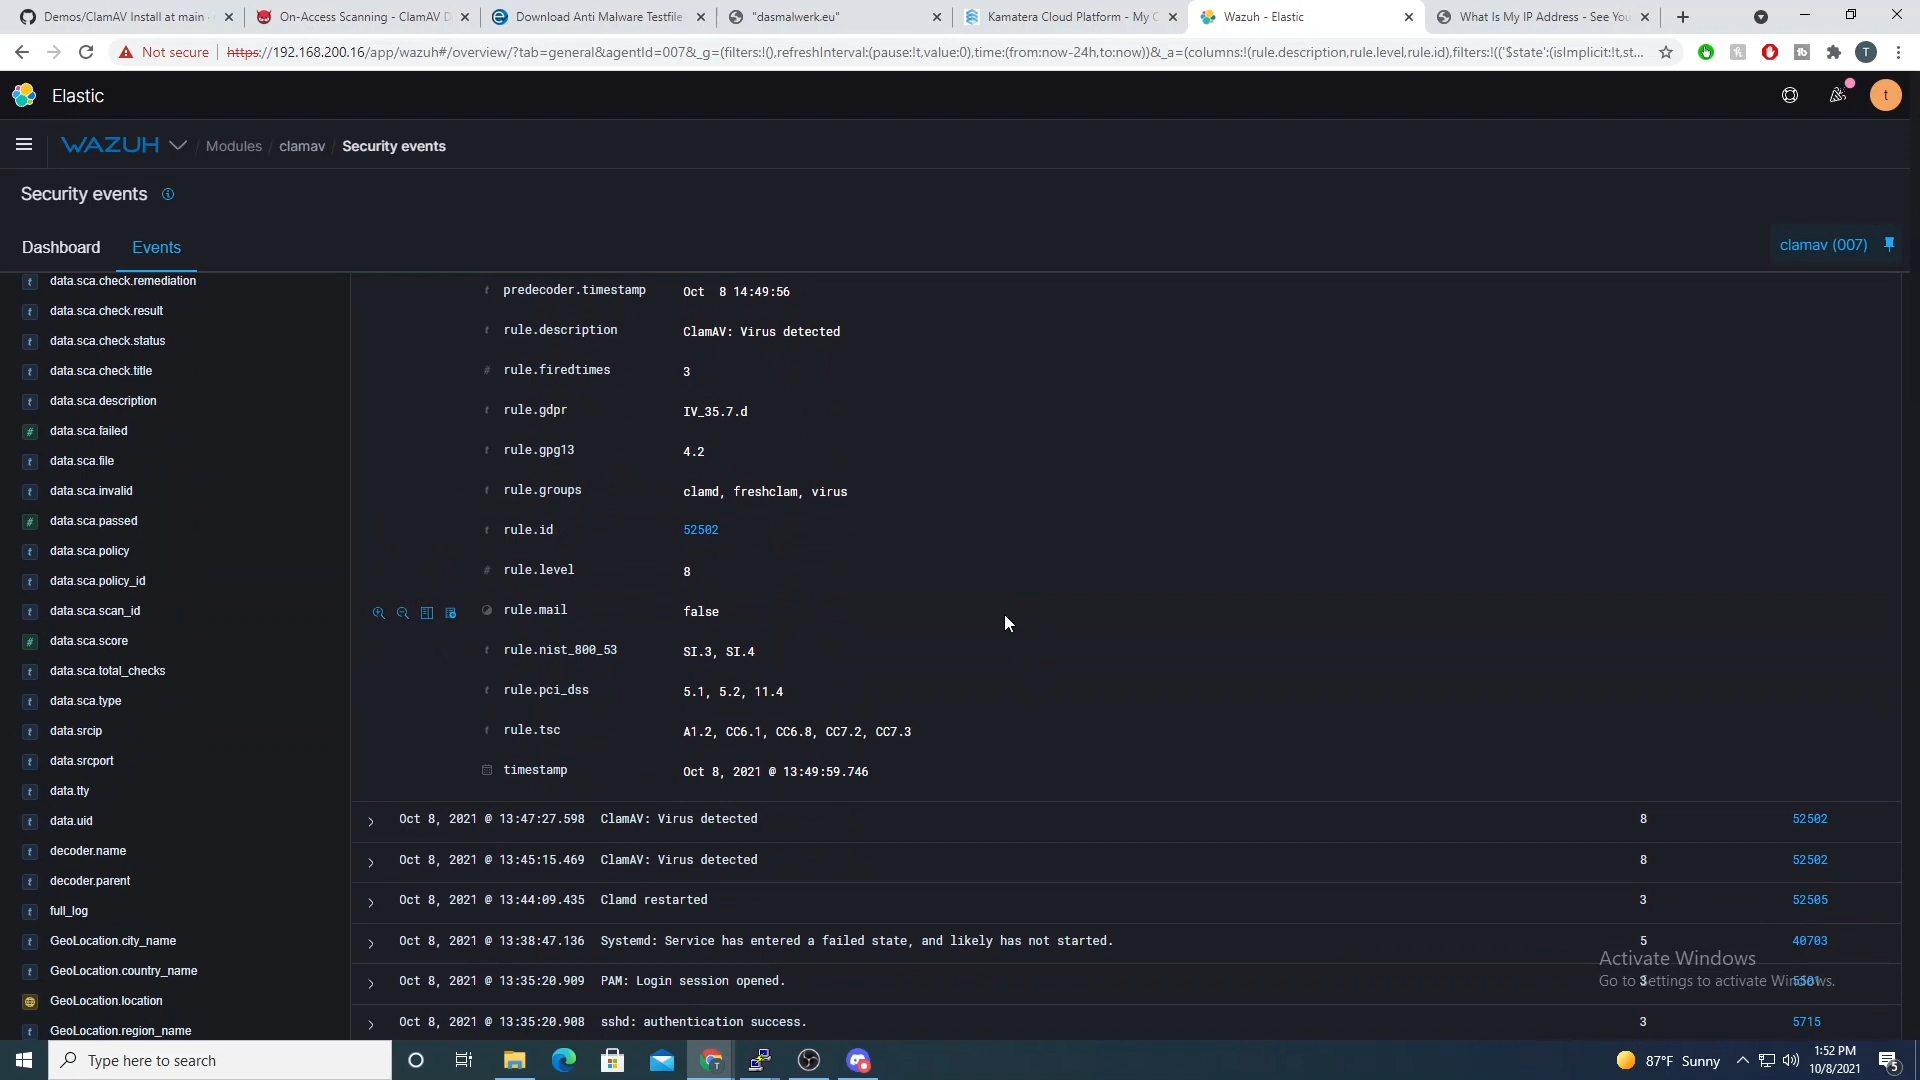 Demos/ClamAV Install at main ·
On-Access Scanning - ClamAV D
Download Anti Malware Testfile
"dasmalwerk.eu"
Kamatera Cloud Platform - My C
Wazuh - Elastic
What Is My IP Address - See You
Not secure https://192.168.200.16/app/wazuh#/overview/?tab=general&agentId=007&_g=(filters:!(),refreshInterval:(pause:!t,value:0),time:(from:now-24h,to:now))&_a=(columns:!(rule.description,rule.level,rule.id),filters:!(('$state':(isImplicit:!t,st...
T
Elastic
t
WAZUH / Modules / clamav / Security events
Security events
Dashboard Events
clamav (007)
data.sca.check.remediation
data.sca.check.result
data.sca.check.status
data.sca.check.title
data.sca.description
data.sca.failed
data.sca.file
data.sca.invalid
data.sca.passed
data.sca.policy
data.sca.policy_id
data.sca.scan_id
data.sca.score
data.sca.total_checks
data.sca.type
data.srcip
data.srcport
data.tty
data.uid
decoder.name
decoder.parent
full_log
GeoLocation.city_name
GeoLocation.country_name
GeoLocation.location
GeoLocation.region_name
predecoder.timestamp Oct 8 14:49:56
rule.description ClamAV: Virus detected
rule.firedtimes 3
rule.gdpr IV_35.7.d
rule.gpg13 4.2
rule.groups clamd, freshclam, virus
rule.id 52502
rule.level 8
rule.mail false
rule.nist_800_53 SI.3, SI.4
rule.pci_dss 5.1, 5.2, 11.4
rule.tsc A1.2, CC6.1, CC6.8, CC7.2, CC7.3
timestamp Oct 8, 2021 @ 13:49:59.746
Oct 8, 2021 @ 13:47:27.598 ClamAV: Virus detected 8 52502
Oct 8, 2021 @ 13:45:15.469 ClamAV: Virus detected 8 52502
Oct 8, 2021 @ 13:44:09.435 Clamd restarted 3 52505
Oct 8, 2021 @ 13:38:47.136 Systemd: Service has entered a failed state, and likely has not started. 5 40703
Oct 8, 2021 @ 13:35:20.909 PAM: Login session opened. 3 5501
Oct 8, 2021 @ 13:35:20.908 sshd: authentication success. 3 5715
Activate Windows
Go to Settings to activate Windows.
Type here to search
87°F Sunny
1:52 PM
10/8/2021
5